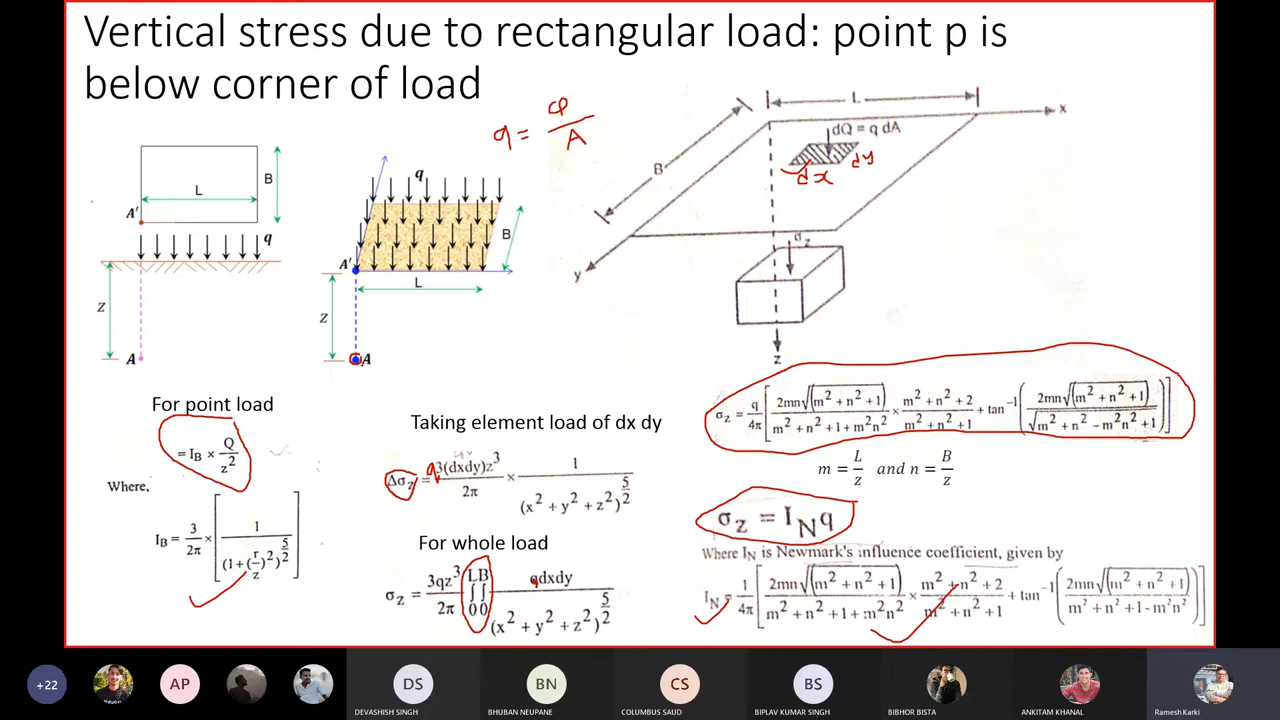 Vertical stress due to rectangular load: point p is
below corner of load
q = Q/A
L
B
A'
q
Z
A
q
B
A'
L
Z
A
L
x
B
dQ = q dA
dy
dx
σz
y
z
For point load
= I_B × Q/z²
Where,
I_B = 3/2π × [1/(1+(r/z)²)^(5/2)]
Taking element load of dx dy
Δσz = q3(dxdy)z³/2π × 1/(x² + y² + z²)^(5/2)
For whole load
σz = 3qz³/2π ∫₀ᴸ ∫₀ᴮ qdxdy/(x² + y² + z²)^(5/2)
σz = q/4π [2mn√(m² + n² + 1)/(m² + n² + 1 + m²n²) × (m² + n² + 2)/(m² + n² + 1) + tan⁻¹(2mn√(m² + n² + 1)/√(m² + n² − m²n² + 1))]
m = L/z and n = B/z
σz = I_N q
Where I_N is Newmark's influence coefficient, given by
I_N = 1/4π [2mn√(m² + n² + 1)/(m² + n² + 1 + m²n²) × (m² + n² + 2)/(m² + n² + 1) + tan⁻¹(2mn√(m² + n² + 1)/(m² + n² + 1 - m²n²))]
+22
AP
DS
BN
CS
BS
DEVASHISH SINGH
BHUBAN NEUPANE
COLUMBUS SAUD
BIPLAV KUMAR SINGH
BIBHOR BISTA
ANKITAM KHANAL
Ramesh Karki